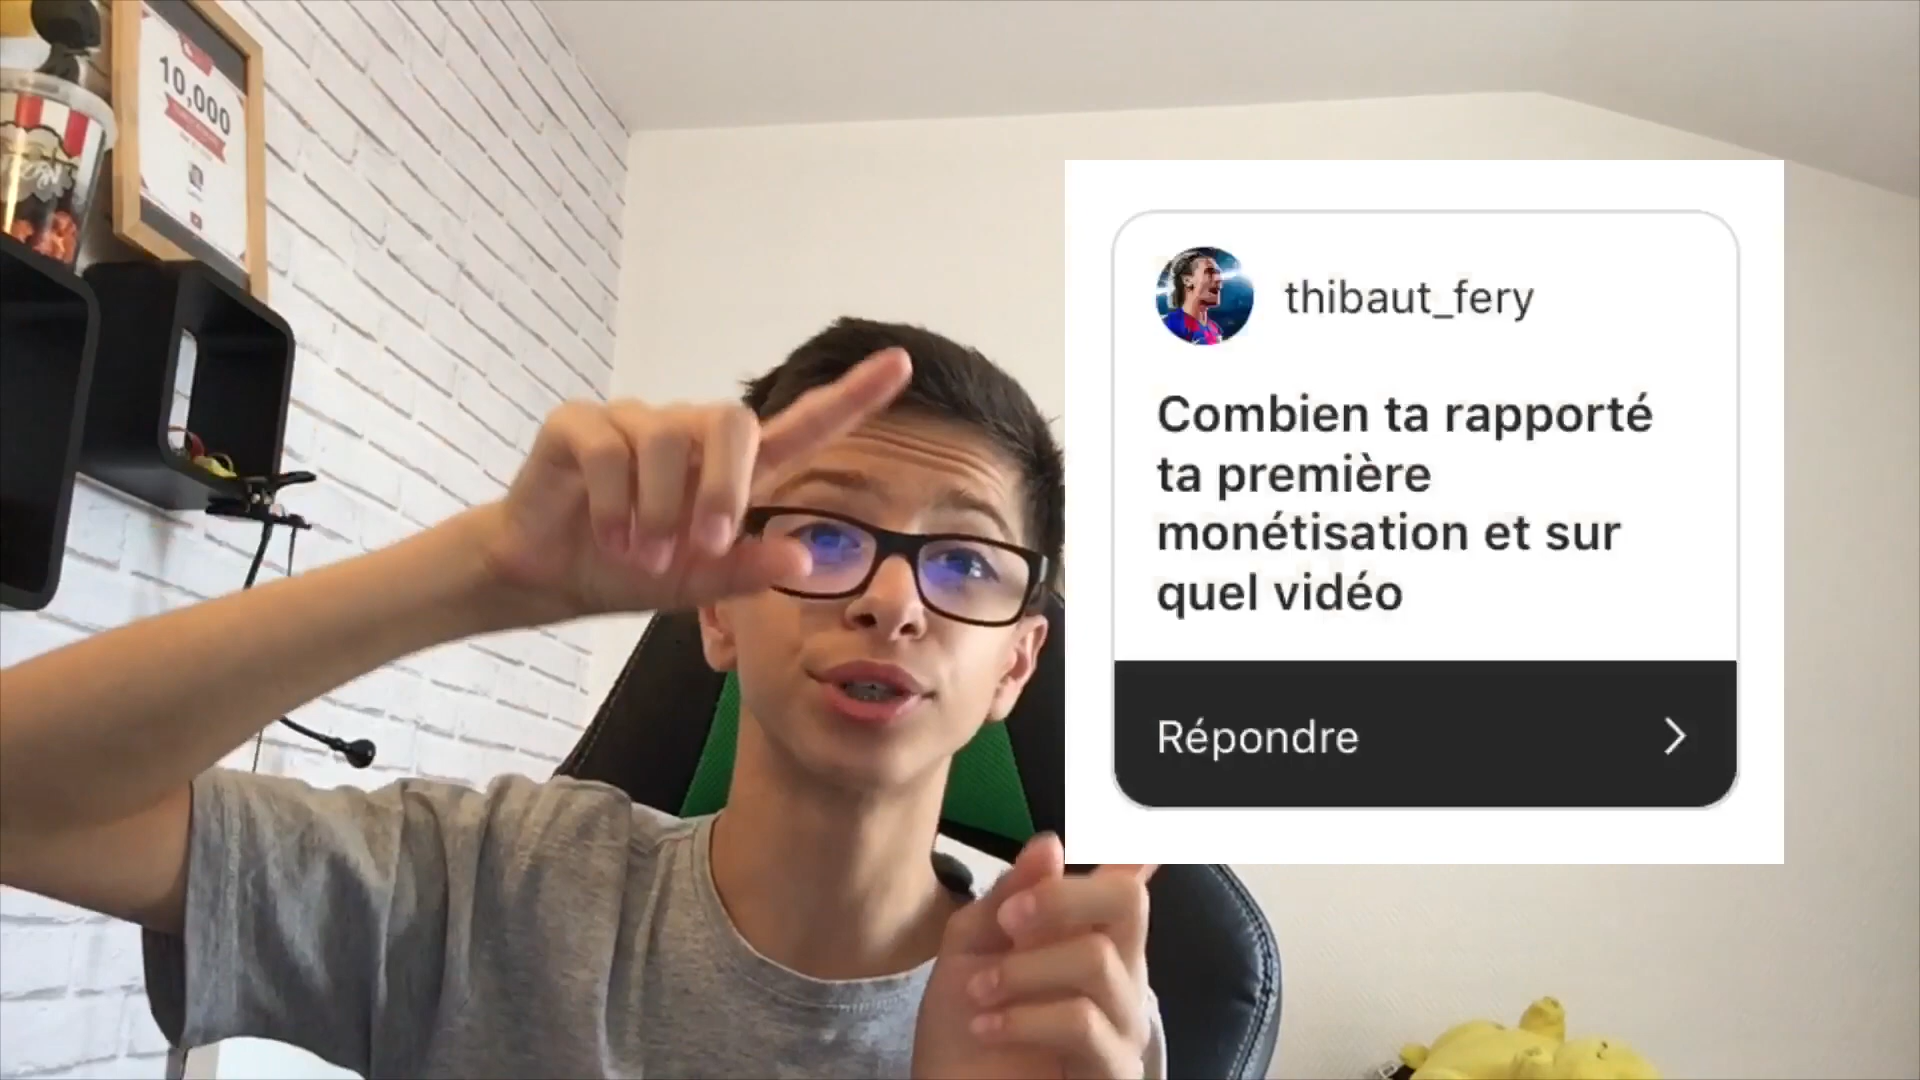 10,000
thibaut_fery
Combien ta rapporté
ta première
monétisation et sur
quel vidéo
Répondre